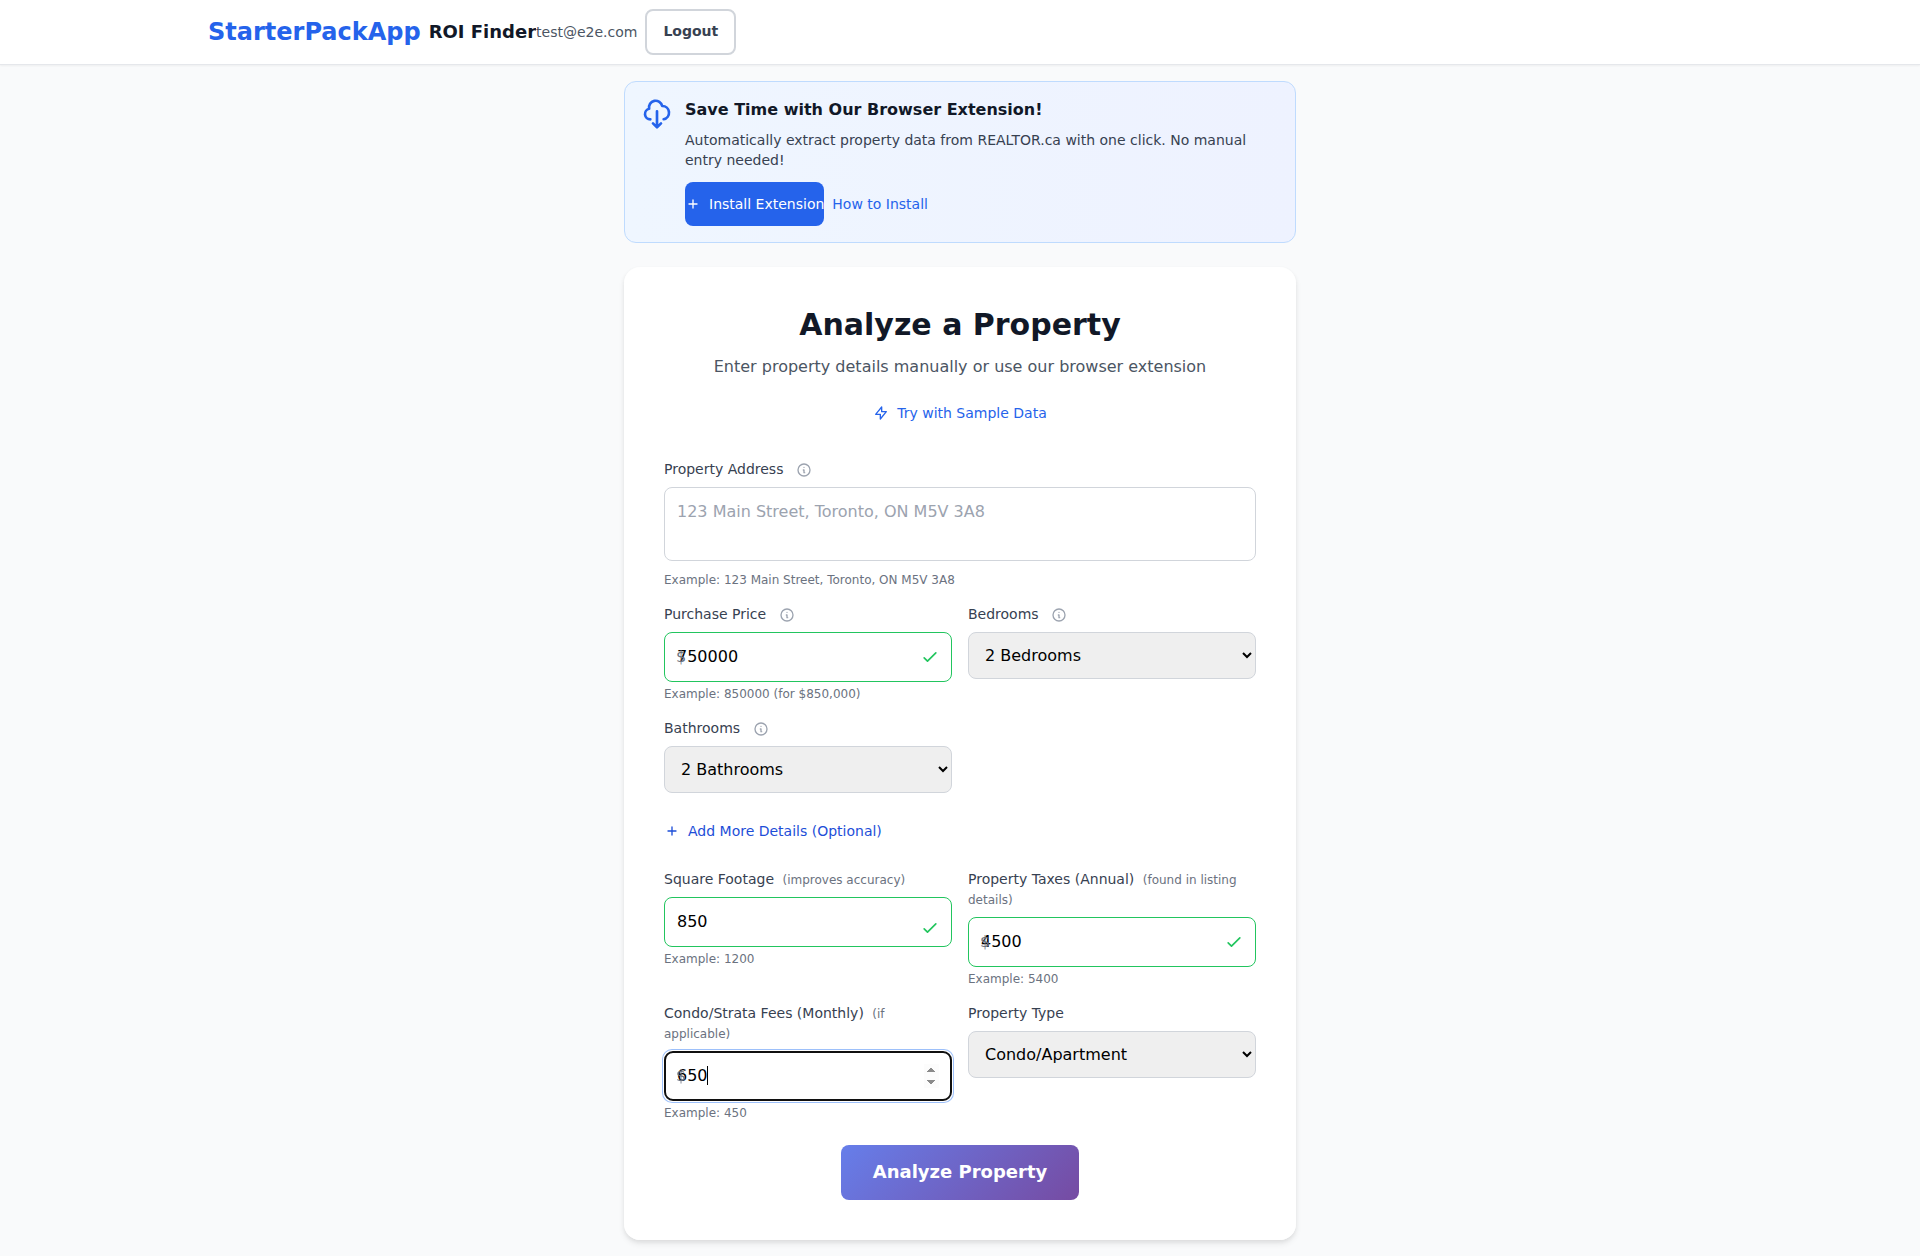 StarterPackApp ROI Finder test@e2e.com Logout
Save Time with Our Browser Extension!
Automatically extract property data from REALTOR.ca with one click. No manual
entry needed!
+ Install Extension How to Install
Analyze a Property
Enter property details manually or use our browser extension
Try with Sample Data
Property Address
123 Main Street, Toronto, ON M5V 3A8
Example: 123 Main Street, Toronto, ON M5V 3A8
Purchase Price
$750000
Example: 850000 (for $850,000)
Bedrooms
2 Bedrooms
Bathrooms
2 Bathrooms
+ Add More Details (Optional)
Square Footage (improves accuracy)
850
Example: 1200
Property Taxes (Annual) (found in listing
details)
$4500
Example: 5400
Condo/Strata Fees (Monthly) (if
applicable)
$650
Example: 450
Property Type
Condo/Apartment
Analyze Property